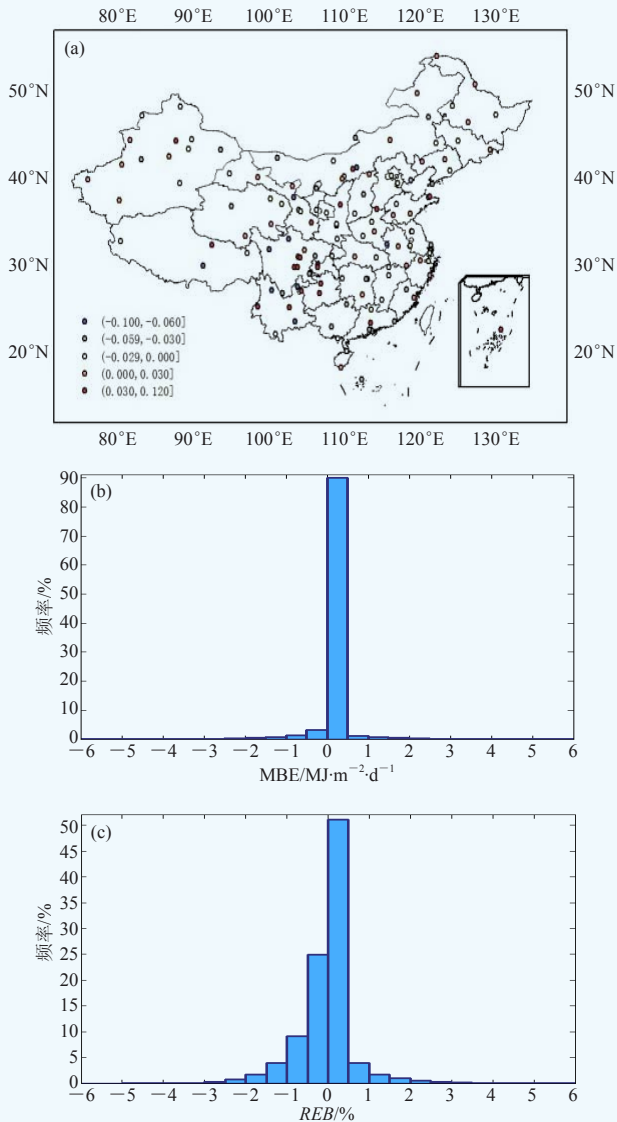 80°E 90°E 100°E 110°E 120°E 130°E
(a)
50°N 50°N
40°N 40°N
30°N 30°N
20°N 20°N
(-0.100,-0.060]
(-0.059,-0.030]
(-0.029,0.000]
(0.000,0.030]
(0.030,0.120]
80°E 90°E 100°E 110°E 120°E 130°E
(b)
90
80
70
60
50
40
30
20
10
0
频率/%
−6 −5 −4 −3 −2 −1 0 1 2 3 4 5 6
MBE/MJ·m⁻²·d⁻¹
(c)
50
45
40
35
30
25
20
15
10
5
0
频率/%
−6 −5 −4 −3 −2 −1 0 1 2 3 4 5 6
REB/%